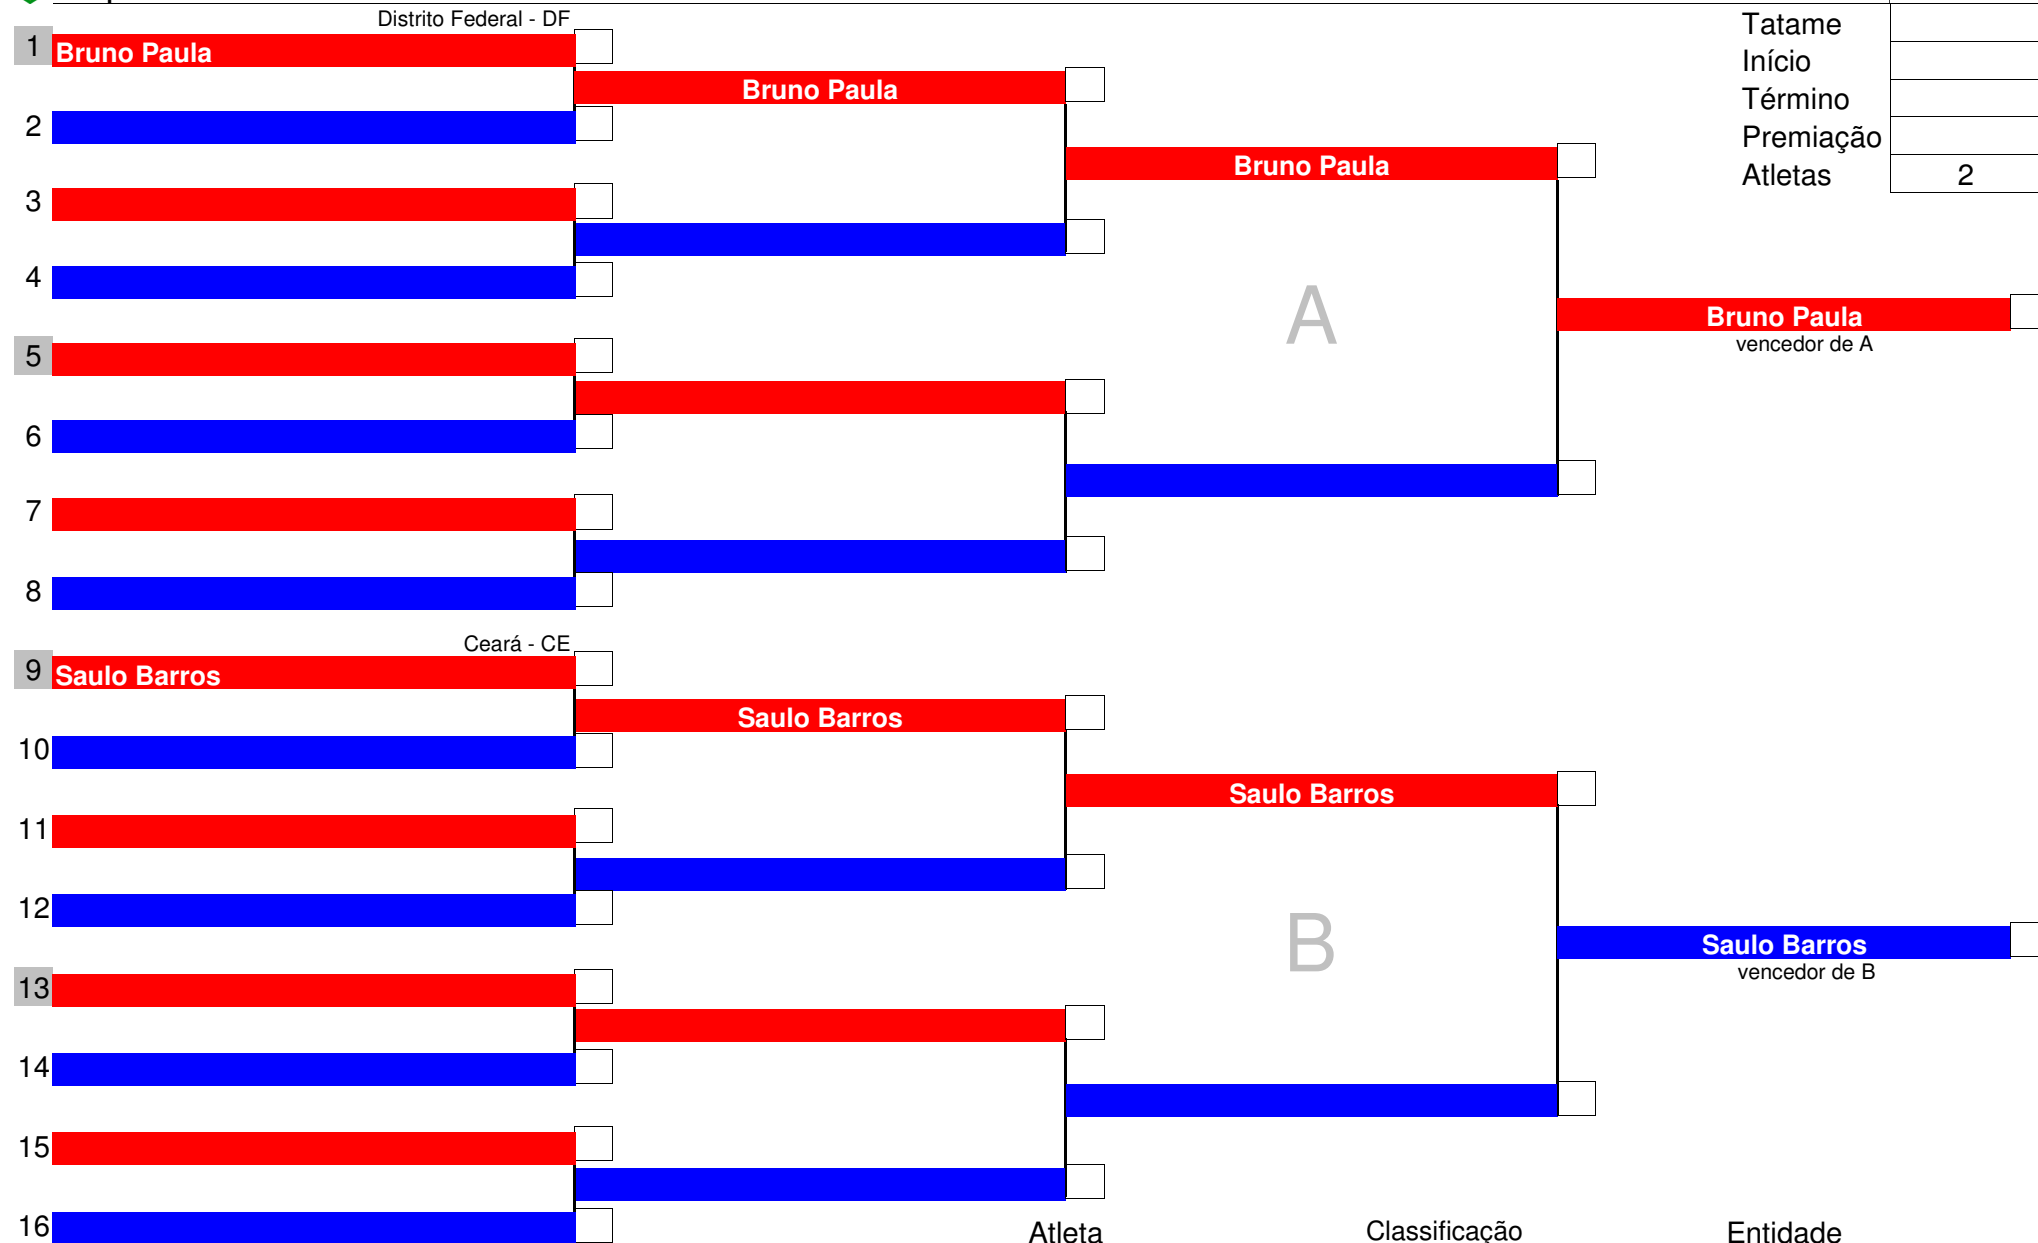 Distrito Federal - DF
Tatame
1 Bruno Paula
Início
Bruno Paula
Término
2
Premiação
Bruno Paula
Atletas 2
3
4
A
Bruno Paula
vencedor de A
5
6
7
8
Ceará - CE
9 Saulo Barros
Saulo Barros
10
Saulo Barros
11
12
B
Saulo Barros
vencedor de B
13
14
15
16
Atleta Classificação Entidade